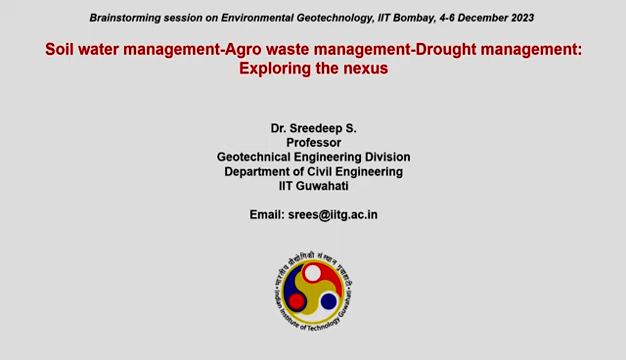 Brainstorming session on Environmental Geotechnology, IIT Bombay, 4-6 December 2023
Soil water management-Agro waste management-Drought management:
Exploring the nexus
Dr. Sreedeep S.
Professor
Geotechnical Engineering Division
Department of Civil Engineering
IIT Guwahati
Email: srees@iitg.ac.in
भारतीय प्रौद्योगिकी संस्थान गुवाहाटी
Indian Institute of Technology Guwahati